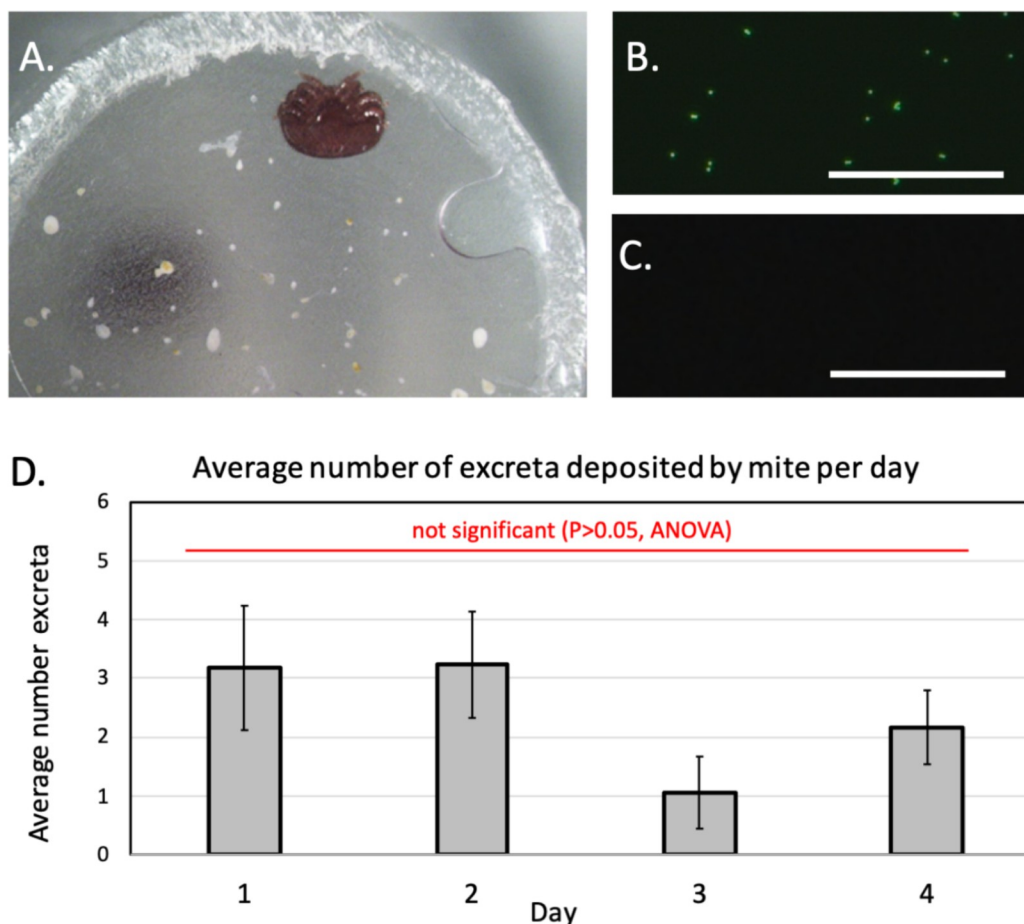 A.
B.
C.
D.
Average number of excreta deposited by mite per day
not significant (P>0.05, ANOVA)
Average number excreta
6
5
4
3
2
1
0
1 2 3 4
Day